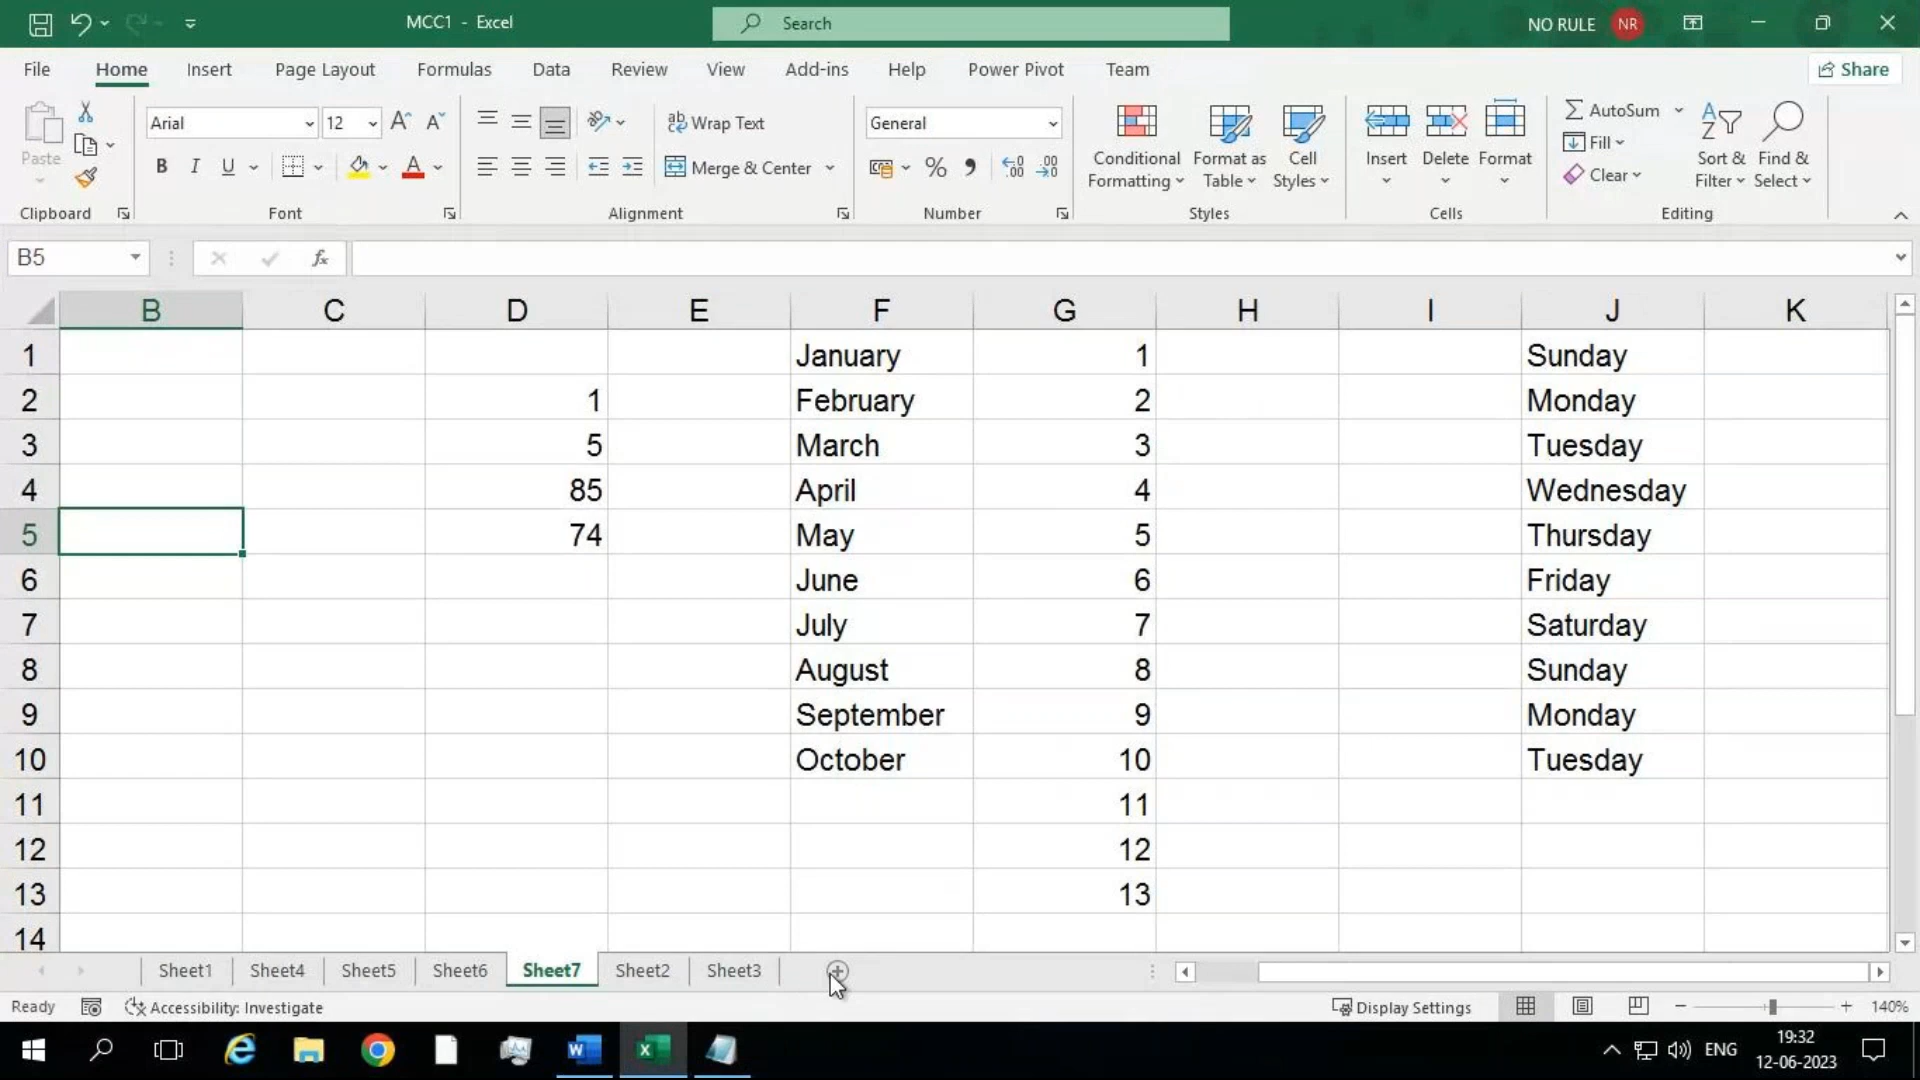 MCC1 - Excel
Search
NO RULE NR
File Home Insert Page Layout Formulas Data Review View Add-ins Help Power Pivot Team Share
Paste
Clipboard
Arial 12
B I U
Font
Wrap Text
Merge & Center
Alignment
General
Number
Conditional Formatting
Format as Table
Cell Styles
Styles
Insert Delete Format
Cells
AutoSum
Fill
Clear
Sort & Filter
Find & Select
Editing
B5 fx
B C D E F G H I J K
1 January 1 Sunday
2 1 February 2 Monday
3 5 March 3 Tuesday
4 85 April 4 Wednesday
5 74 May 5 Thursday
6 June 6 Friday
7 July 7 Saturday
8 August 8 Sunday
9 September 9 Monday
10 October 10 Tuesday
11 11
12 12
13 13
14
Sheet1 Sheet4 Sheet5 Sheet6 Sheet7 Sheet2 Sheet3
Ready Accessibility: Investigate Display Settings 140%
ENG 19:32
12-06-2023